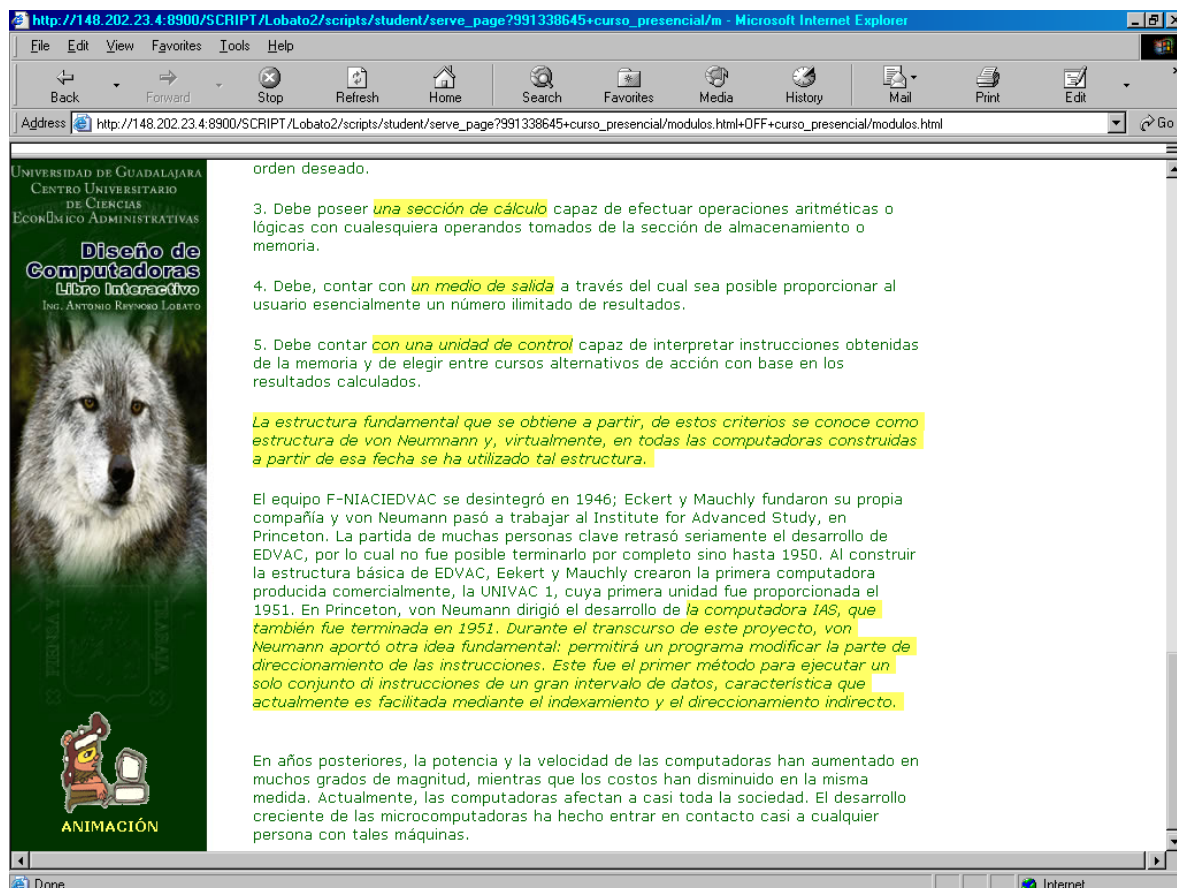 http://148.202.23.4:8900/SCRIPT/Lobato2/scripts/student/serve_page?991338645+curso_presencial/m - Microsoft Internet Explorer
File Edit View Favorites Tools Help
Back Forward Stop Refresh Home Search Favorites Media History Mail Print Edit
Address http://148.202.23.4:8900/SCRIPT/Lobato2/scripts/student/serve_page?991338645+curso_presencial/modulos.html+OFF+curso_presencial/modulos.html Go
UNIVERSIDAD DE GUADALAJARA
CENTRO UNIVERSITARIO
DE CIENCIAS
ECON▯MICO ADMINISTRATIVAS
Diseño de
Computadoras
Libro Interactivo
ING. ANTONIO REYNOSO LOBATO
ANIMACIÓN
orden deseado.
3. Debe poseer una sección de cálculo capaz de efectuar operaciones aritméticas o
lógicas con cualesquiera operandos tomados de la sección de almacenamiento o
memoria.
4. Debe, contar con un medio de salida a través del cual sea posible proporcionar al
usuario esencialmente un número ilimitado de resultados.
5. Debe contar con una unidad de control capaz de interpretar instrucciones obtenidas
de la memoria y de elegir entre cursos alternativos de acción con base en los
resultados calculados.
La estructura fundamental que se obtiene a partir, de estos criterios se conoce como
estructura de von Neumnann y, virtualmente, en todas las computadoras construidas
a partir de esa fecha se ha utilizado tal estructura.
El equipo F-NIACIEDVAC se desintegró en 1946; Eckert y Mauchly fundaron su propia
compañía y von Neumann pasó a trabajar al Institute for Advanced Study, en
Princeton. La partida de muchas personas clave retrasó seriamente el desarrollo de
EDVAC, por lo cual no fue posible terminarlo por completo sino hasta 1950. Al construir
la estructura básica de EDVAC, Eekert y Mauchly crearon la primera computadora
producida comercialmente, la UNIVAC 1, cuya primera unidad fue proporcionada el
1951. En Princeton, von Neumann dirigió el desarrollo de la computadora IAS, que
también fue terminada en 1951. Durante el transcurso de este proyecto, von
Neumann aportó otra idea fundamental: permitirá un programa modificar la parte de
direccionamiento de las instrucciones. Este fue el primer método para ejecutar un
solo conjunto di instrucciones de un gran intervalo de datos, característica que
actualmente es facilitada mediante el indexamiento y el direccionamiento indirecto.
En años posteriores, la potencia y la velocidad de las computadoras han aumentado en
muchos grados de magnitud, mientras que los costos han disminuido en la misma
medida. Actualmente, las computadoras afectan a casi toda la sociedad. El desarrollo
creciente de las microcomputadoras ha hecho entrar en contacto casi a cualquier
persona con tales máquinas.
Done Internet